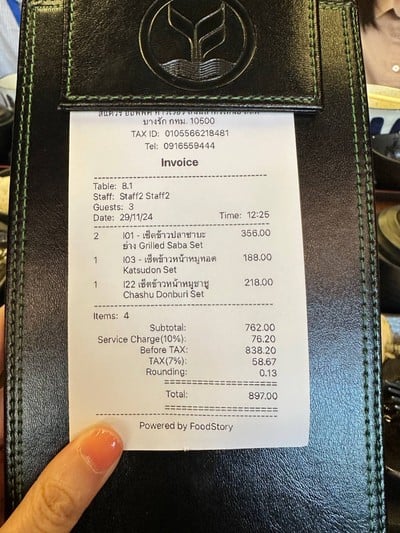 บางรัก กทม. 10500
TAX ID: 0105566218481
Tel: 0916559444
Invoice
Table: B.1
Staff: Staff2 Staff2
Guests: 3
Date: 29/11/24 Time: 12:25
2 I01 - เซ็ตข้าวปลาซาบะ 356.00
ย่าง Grilled Saba Set
1 I03 - เซ็ตข้าวหน้าหมูทอด 188.00
Katsudon Set
1 I22 เซ็ตข้าวหน้าหมูชาชู 218.00
Chashu Donburi Set
Items: 4
Subtotal: 762.00
Service Charge(10%): 76.20
Before TAX: 838.20
TAX(7%): 58.67
Rounding: 0.13
Total: 897.00
Powered by FoodStory